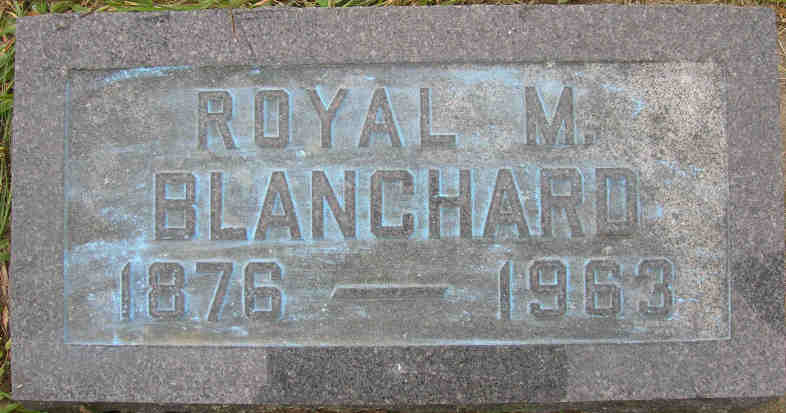 ROYAL M.
BLANCHARD
1876 — 1963